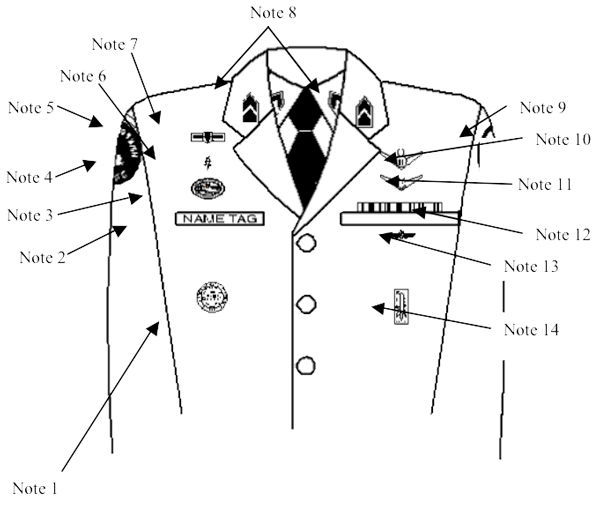 Note 8
Note 7
Note 6
Note 5
Note 9
Note 10
Note 4
Note 11
Note 3
NAME TAG
Note 12
Note 2
Note 13
Note 14
Note 1